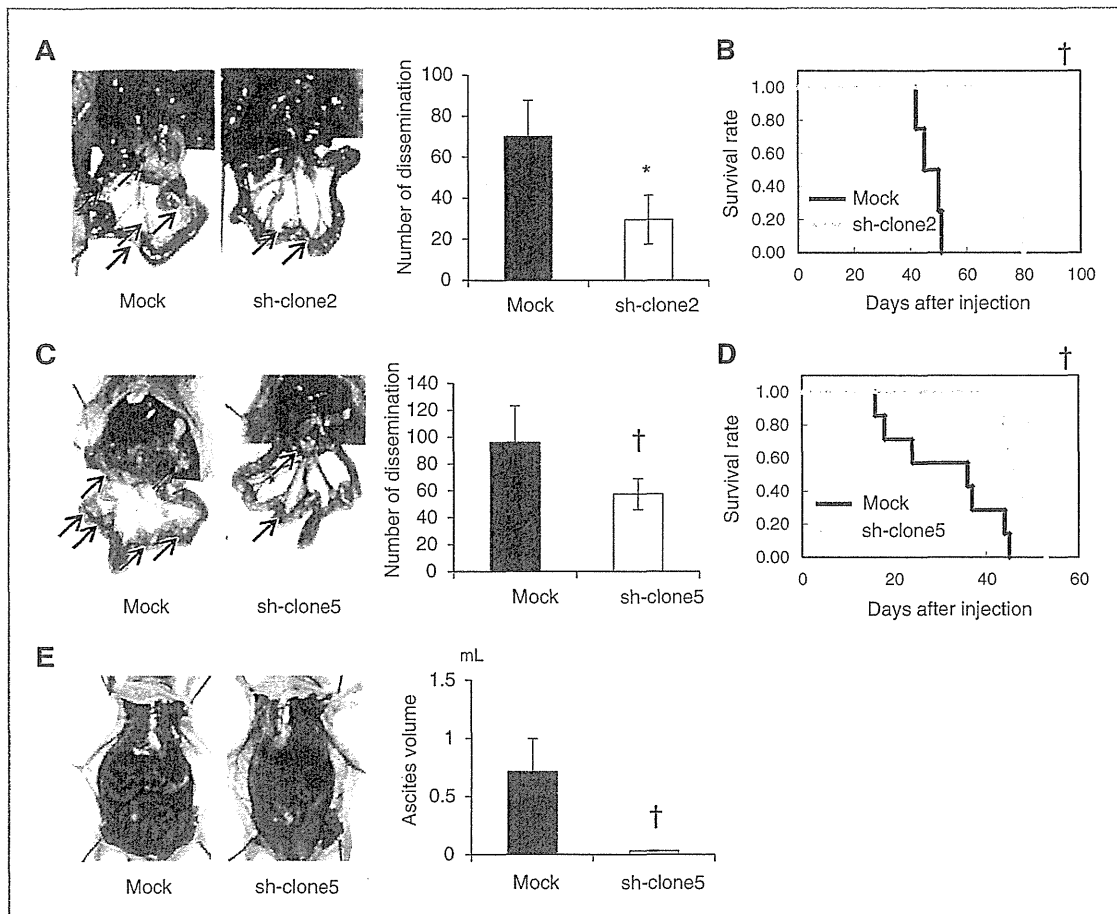 A
Mock
sh-clone2
Number of dissemination
100
80
60
40
20
0
*
Mock
sh-clone2
B
†
Survival rate
1.00
0.80
0.60
0.40
0.20
0.00
Mock
sh-clone2
0
20
40
60
80
100
Days after injection
C
Mock
sh-clone5
Number of dissemination
140
120
100
80
60
40
20
0
†
Mock
sh-clone5
D
†
Survival rate
1.00
0.80
0.60
0.40
0.20
0.00
Mock
sh-clone5
0
20
40
60
Days after injection
E
Mock
sh-clone5
mL
Ascites volume
1.5
1
0.5
0
†
Mock
sh-clone5